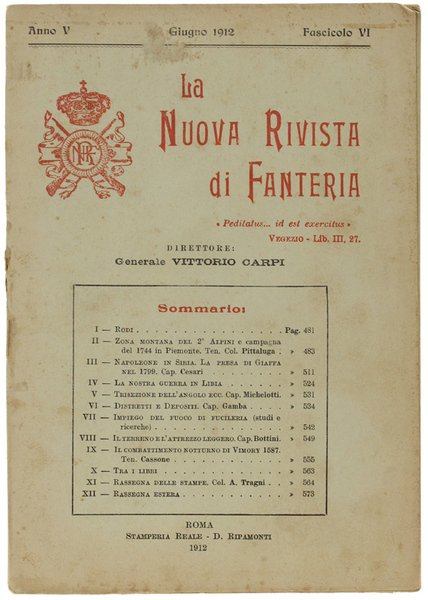 Anno V Giugno 1912 Fascicolo VI
La
NUOVA RIVISTA
di FANTERIA
« Peditatus... id est exercitus »
VEGEZIO - Lib. III, 27.
DIRETTORE:
Generale VITTORIO CARPI
Sommario:
I — RODI . . . . . . . . . . . . . . . Pag. 481
II — ZONA MONTANA DEL 2° ALPINI E CAMPAGNA
DEL 1744 IN PIEMONTE. Ten. Col. Pittaluga . » 483
III — NAPOLEONE IN SIRIA. LA PRESA DI GIAFFA
NEL 1799. Cap. Cesari . . . . . . . » 511
IV — LA NOSTRA GUERRA IN LIBIA . . . . . » 524
V — TRISEZIONE DELL'ANGOLO ECC. Cap. Michelotti. » 531
VI — DISTRETTI E DEPOSITI. Cap. Gamba . . . » 534
VII — IMPIEGO DEL FUOCO DI FUCILERIA (studi e
ricerche) . . . . . . . . . . . . » 542
VIII — IL TERRENO E L'ATTREZZO LEGGERO. Cap. Bottini. » 549
IX — IL COMBATTIMENTO NOTTURNO DI VIMORY 1587.
Ten. Cassone . . . . . . . . . . . » 555
X — TRA I LIBRI . . . . . . . . . . . » 563
XI — RASSEGNA DELLE STAMPE. Col. A. Tragni . . » 564
XII — RASSEGNA ESTERA . . . . . . . . . » 573
ROMA
STAMPERIA REALE - D. RIPAMONTI
1912